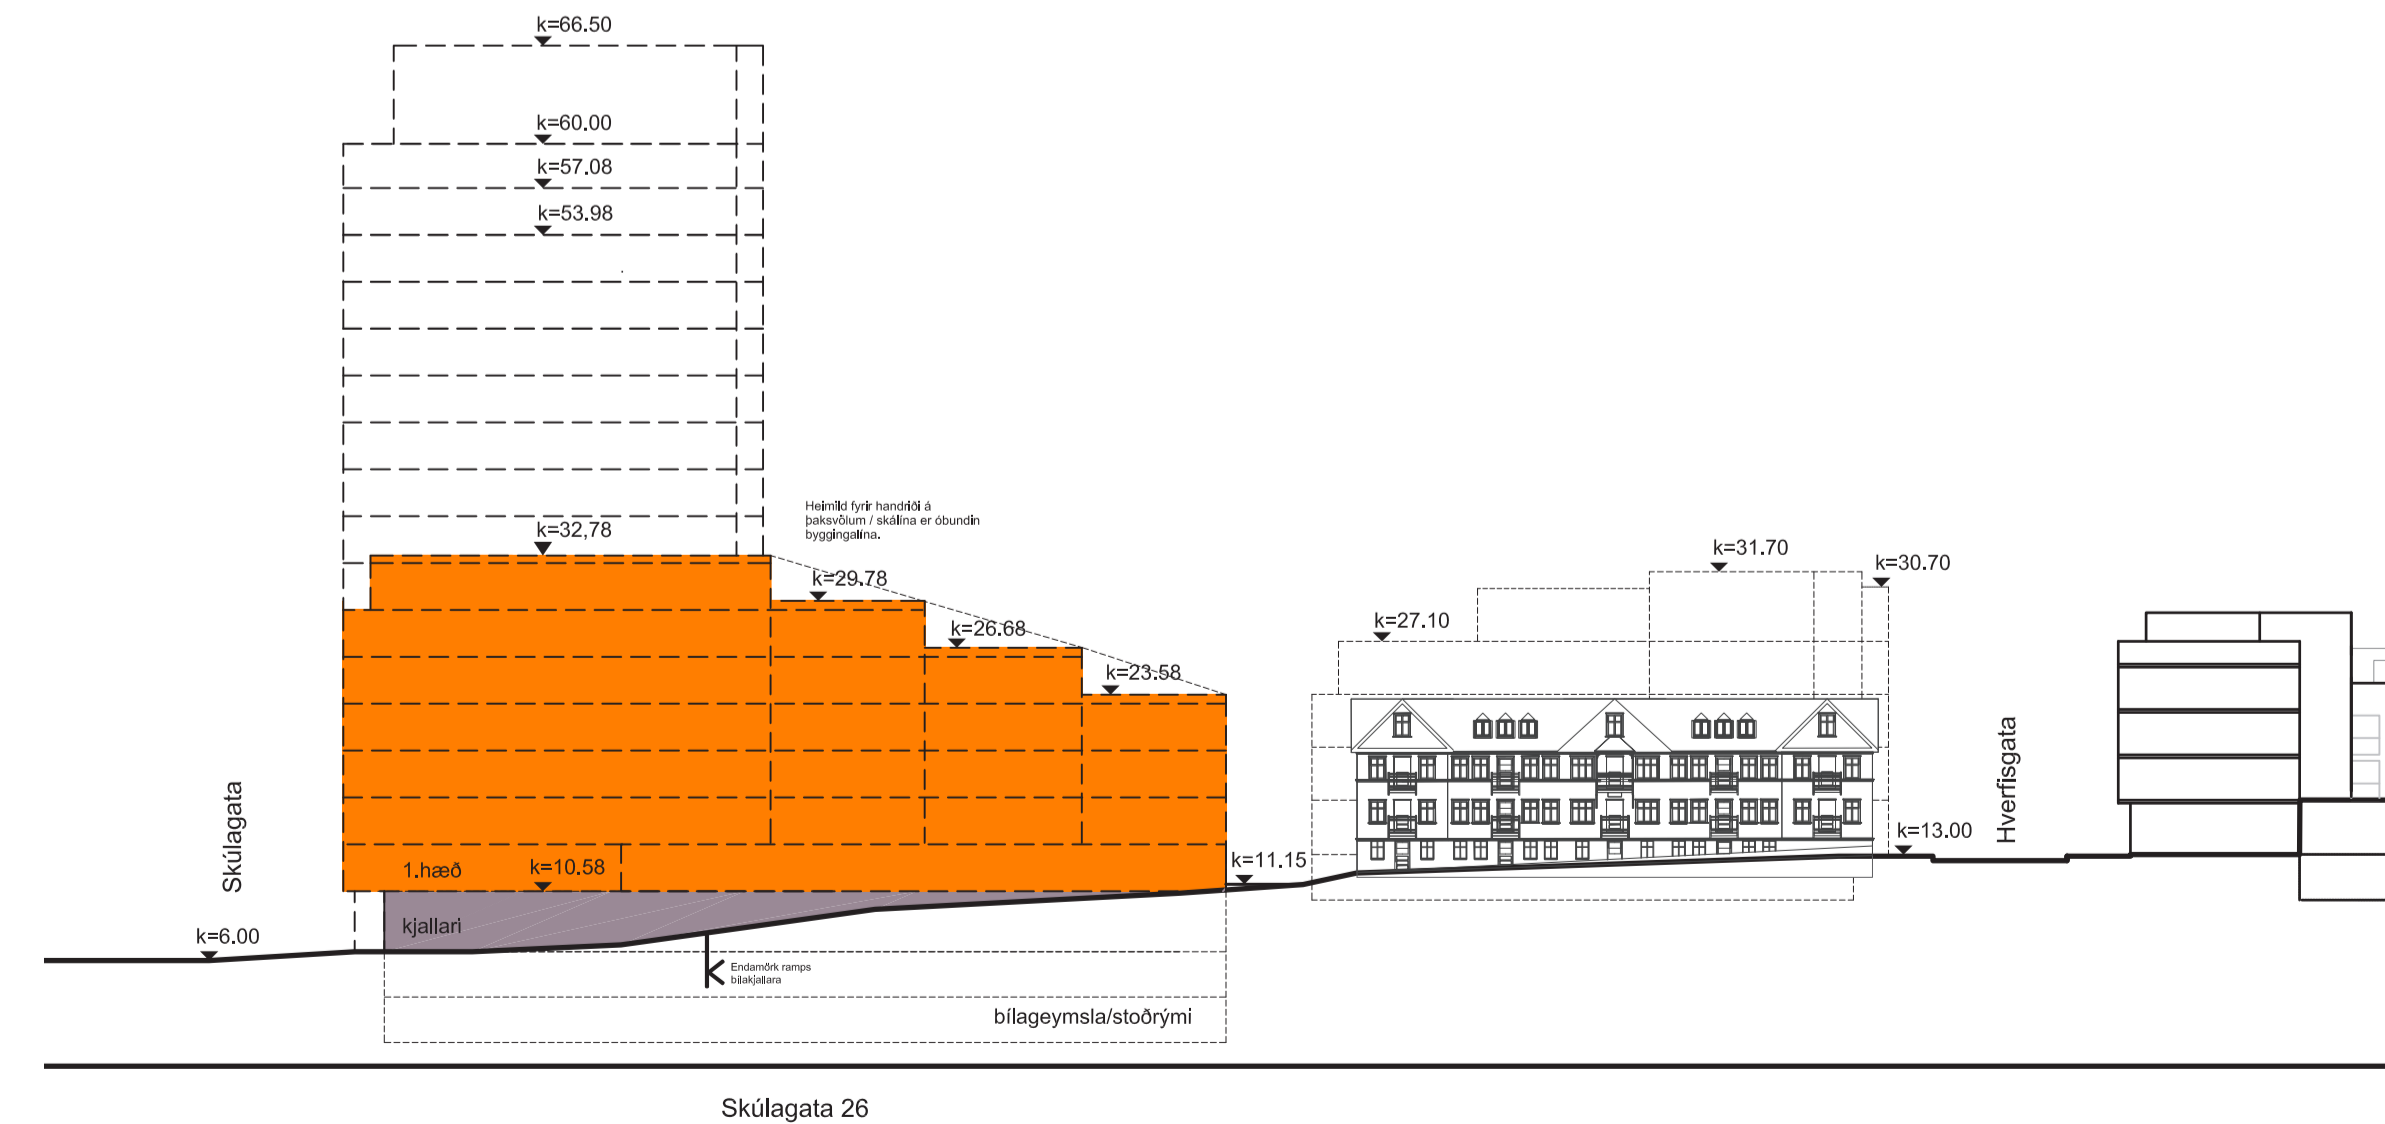 k=66.50
k=60.00
k=57.08
k=53.98
k=32,78
Heimild fyrir handriði á
þaksvölum / skálína er óbundin
byggingalína.
k=29.78
k=26.68
k=23.58
k=31.70
k=30.70
k=27.10
Skúlagata
1.hæð
k=10.58
k=11.15
k=13.00
Hverfisgata
kjallari
k=6.00
Endamörk ramps
bílakjallara
bílageymsla/stoðrými
Skúlagata 26